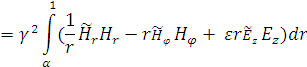 = γ² ∫_α^1 (1/r H̃_r H_r − r H̃_φ H_φ + εr Ẽ_z E_z) dr